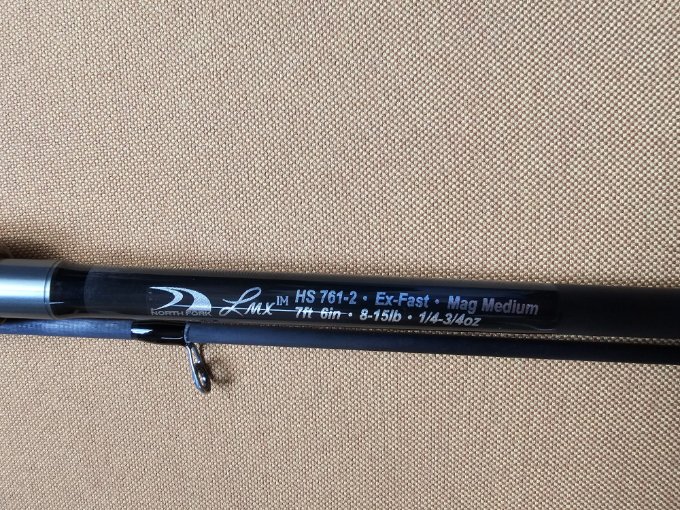 NORTH FORK
LMX IM HS 761-2 • Ex-Fast • Mag Medium
7ft 6in • 8-15lb • 1/4-3/4oz